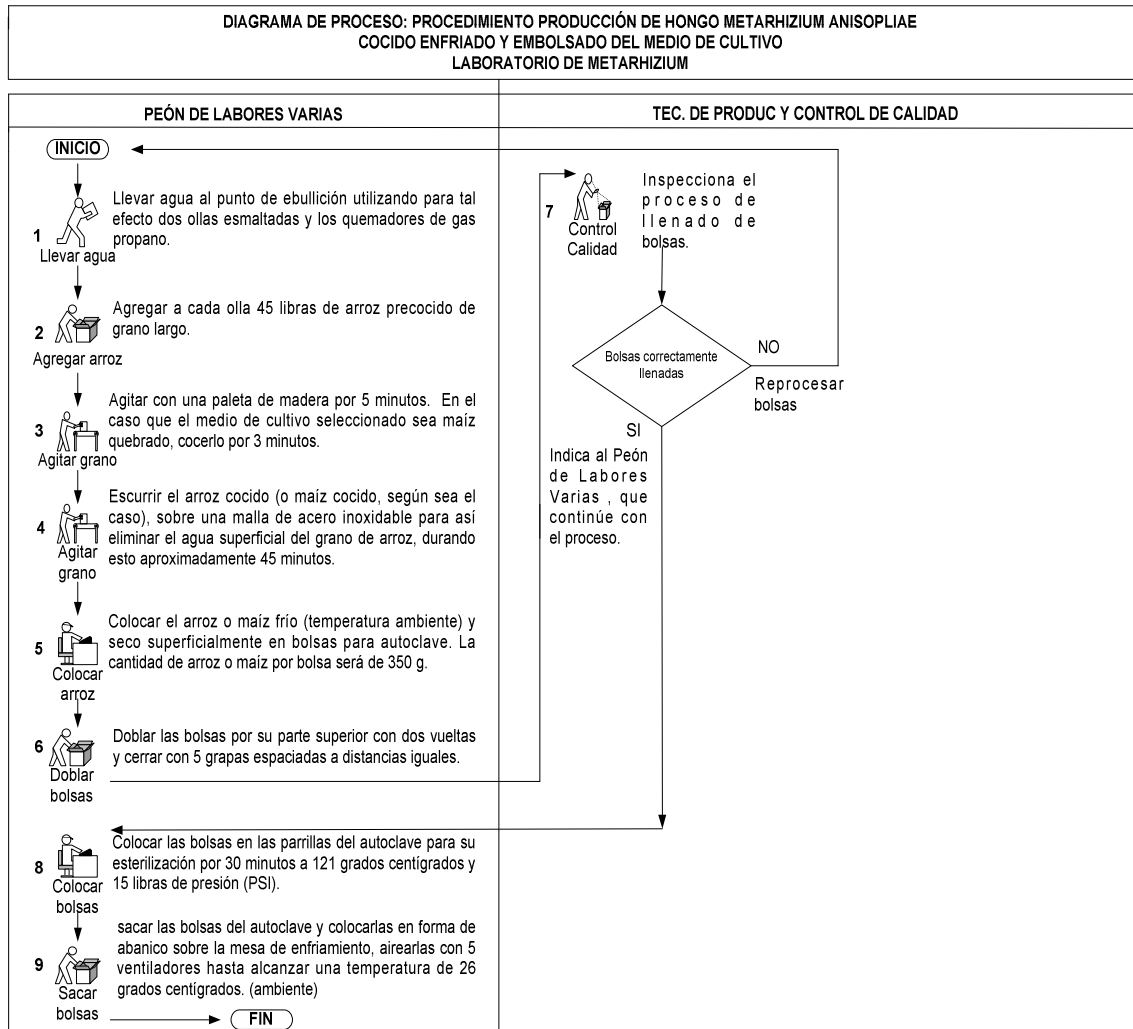 DIAGRAMA DE PROCESO: PROCEDIMIENTO PRODUCCIÓN DE HONGO METARHIZIUM ANISOPLIAE
COCIDO ENFRIADO Y EMBOLSADO DEL MEDIO DE CULTIVO
LABORATORIO DE METARHIZIUM
PEÓN DE LABORES VARIAS
TEC. DE PRODUC Y CONTROL DE CALIDAD
INICIO
1
Llevar agua
Llevar agua al punto de ebullición utilizando para tal
efecto dos ollas esmaltadas y los quemadores de gas
propano.
2
Agregar arroz
Agregar a cada olla 45 libras de arroz precocido de
grano largo.
3
Agitar grano
Agitar con una paleta de madera por 5 minutos. En el
caso que el medio de cultivo seleccionado sea maíz
quebrado, cocerlo por 3 minutos.
4
Agitar
grano
Escurrir el arroz cocido (o maíz cocido, según sea el
caso), sobre una malla de acero inoxidable para así
eliminar el agua superficial del grano de arroz, durando
esto aproximadamente 45 minutos.
5
Colocar
arroz
Colocar el arroz o maíz frío (temperatura ambiente) y
seco superficialmente en bolsas para autoclave. La
cantidad de arroz o maíz por bolsa será de 350 g.
6
Doblar
bolsas
Doblar las bolsas por su parte superior con dos vueltas
y cerrar con 5 grapas espaciadas a distancias iguales.
7
Control
Calidad
Inspecciona el
proceso de
llenado de
bolsas.
Bolsas correctamente
llenadas
NO
Reprocesar
bolsas
SI
Indica al Peón
de Labores
Varias , que
continúe con
el proceso.
8
Colocar
bolsas
Colocar las bolsas en las parrillas del autoclave para su
esterilización por 30 minutos a 121 grados centígrados y
15 libras de presión (PSI).
9
Sacar
bolsas
sacar las bolsas del autoclave y colocarlas en forma de
abanico sobre la mesa de enfriamiento, airearlas con 5
ventiladores hasta alcanzar una temperatura de 26
grados centígrados. (ambiente)
FIN